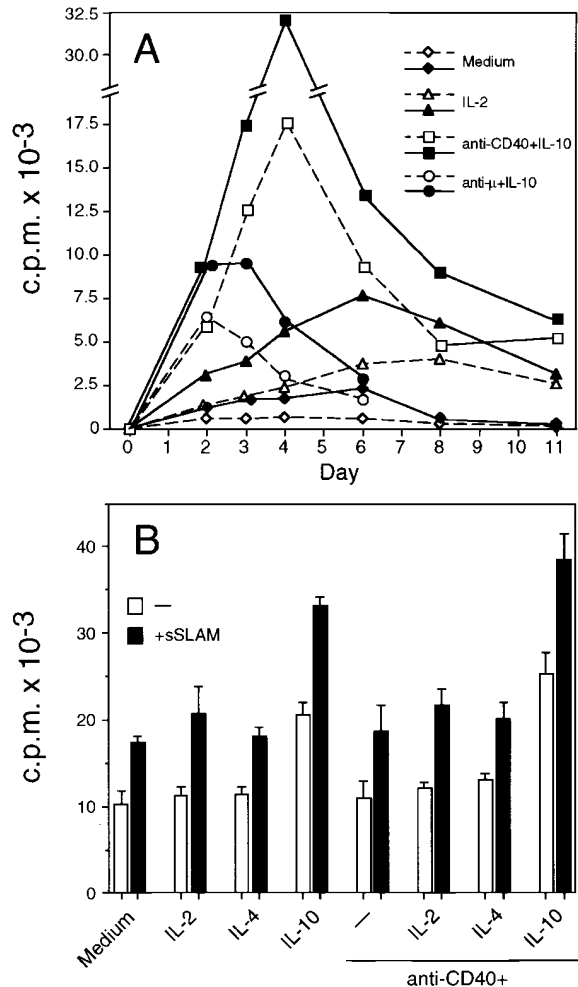 A
c.p.m. x 10-3
32.5
30.0
17.5
15.0
12.5
10.0
7.5
5.0
2.5
0
Medium
IL-2
anti-CD40+IL-10
anti-μ+IL-10
0 1 2 3 4 5 6 7 8 9 10 11
Day
B
c.p.m. x 10-3
40
30
20
10
0
—
+sSLAM
Medium IL-2 IL-4 IL-10 — IL-2 IL-4 IL-10
anti-CD40+